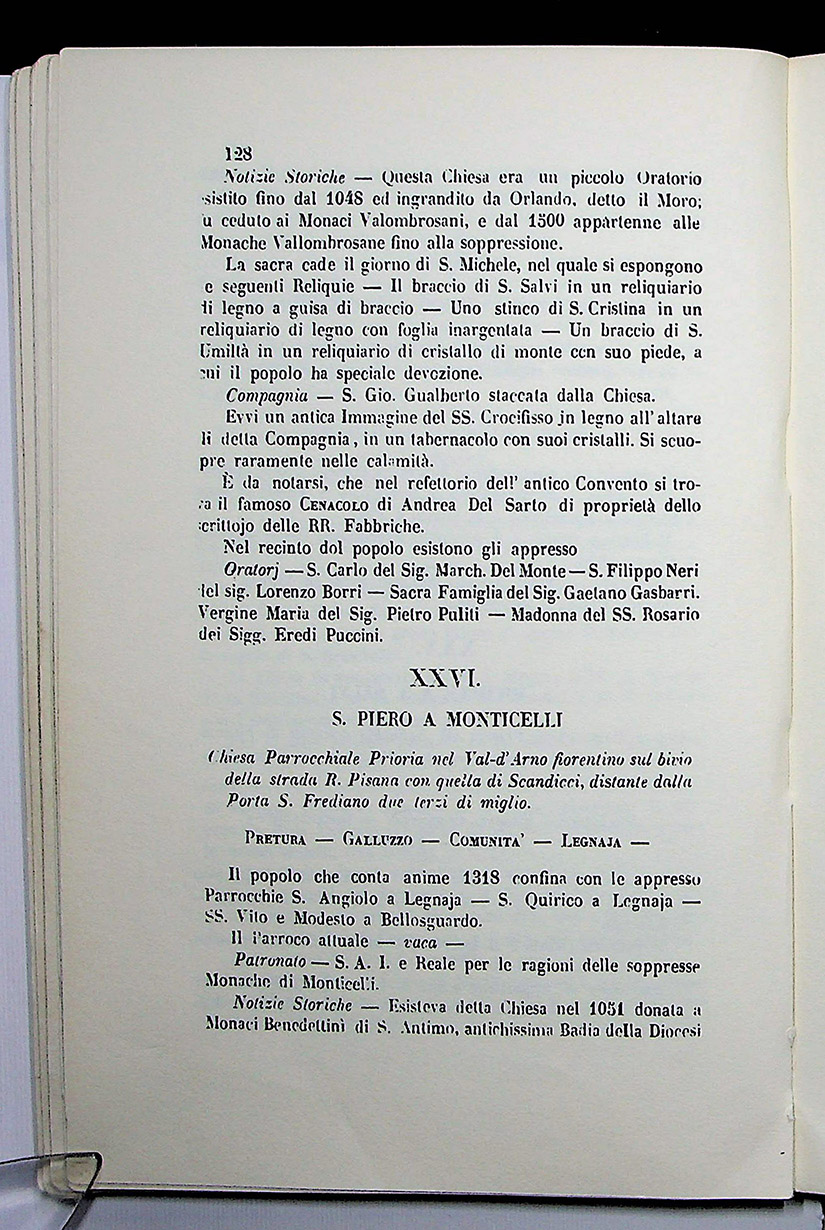 128
Notizie Storiche — Questa Chiesa era un piccolo Oratorio
sistito fino dal 1048 ed ingrandito da Orlando, detto il Moro;
u ceduto ai Monaci Valombrosani, e dal 1500 appartenne alle
Monache Vallombrosane fino alla soppressione.
La sacra cade il giorno di S. Michele, nel quale si espongono
e seguenti Reliquie — Il braccio di S. Salvi in un reliquiario
di legno a guisa di braccio — Uno stinco di S. Cristina in un
reliquiario di legno con foglia inargentata — Un braccio di S.
Umiltà in un reliquiario di cristallo di monte con suo piede, a
cui il popolo ha speciale devozione.
Compagnia — S. Gio. Gualberto staccata dalla Chiesa.
Evvi un antica Immagine del SS. Crocifisso in legno all' altare
li detta Compagnia, in un tabernacolo con suoi cristalli. Si scuo-
pre raramente nelle calamità.
È da notarsi, che nel refettorio dell' antico Convento si tro-
va il famoso CENACOLO di Andrea Del Sarto di proprietà dello
scrittojo delle RR. Fabbriche.
Nel recinto dol popolo esistono gli appresso
Oratorj — S. Carlo del Sig. March. Del Monte — S. Filippo Neri
del sig. Lorenzo Borri — Sacra Famiglia del Sig. Gaetano Gasbarri.
Vergine Maria del Sig. Pietro Puliti — Madonna del SS. Rosario
dei Sigg. Eredi Puccini.
XXVI.
S. PIERO A MONTICELLI
Chiesa Parrocchiale Prioria nel Val-d'Arno fiorentino sul bivio
della strada R. Pisana con quella di Scandicci, distante dalla
Porta S. Frediano due terzi di miglio.
PRETURA — GALLUZZO — COMUNITA' — LEGNAJA —
Il popolo che conta anime 1318 confina con le appresso
Parrocchie S. Angiolo a Legnaja — S. Quirico a Legnaja —
SS. Vito e Modesto a Bellosguardo.
Il Parroco attuale — vaca —
Patronato — S. A. I. e Reale per le ragioni delle soppresse
Monache di Monticelli.
Notizie Storiche — Esisteva detta Chiesa nel 1051 donata a
Monaci Benedettini di S. Antimo, antichissima Badia della Diocesi